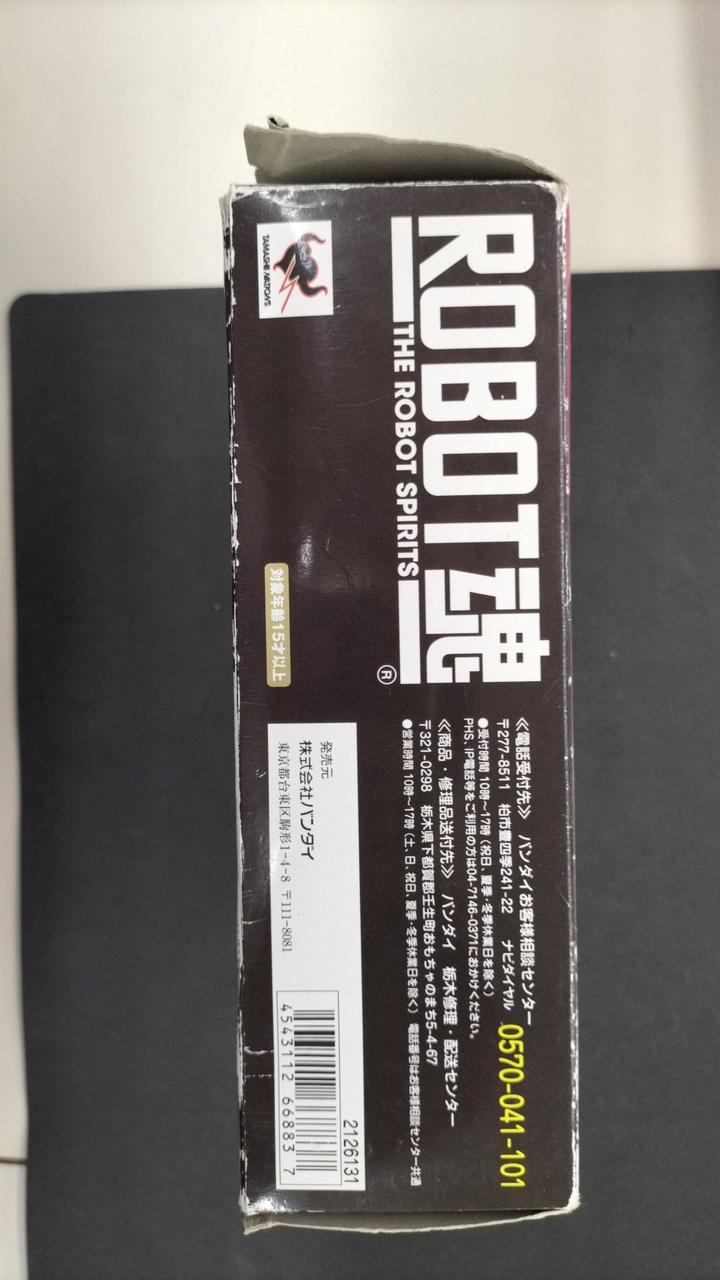 ROBOT魂
THE ROBOT SPIRITS
®
TAMASHII NATIONS
対象年齢15才以上
≪電話受付先≫ バンダイお客様相談センター
〒277-8511 柏市豊四季241-22 ナビダイヤル 0570-041-101
●受付時間 10時～17時(祝日、夏季・冬季休業日を除く)
PHS、IP電話等をご利用の方は04-7146-0371におかけください。
≪商品・修理品送付先≫ バンダイ 栃木修理・配送センター
〒321-0298 栃木県下都賀郡壬生町おもちゃのまち5-4-67
●営業時間 10時～17時(土、日、祝日、夏季・冬季休業日を除く) 電話番号はお客様相談センター共通
発売元
株式会社バンダイ
東京都台東区駒形1-4-8 〒111-8081
2126131
4543112 66883 7